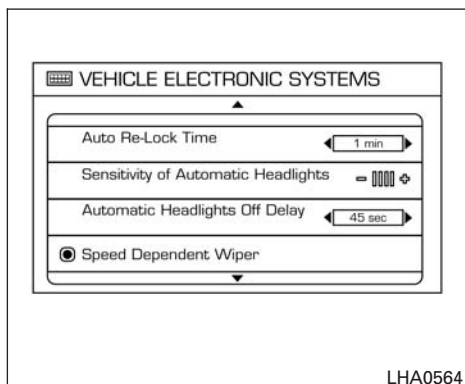 VEHICLE ELECTRONIC SYSTEMS
Auto Re-Lock Time
1 min
Sensitivity of Automatic Headlights
Automatic Headlights Off Delay
45 sec
Speed Dependent Wiper
LHA0564